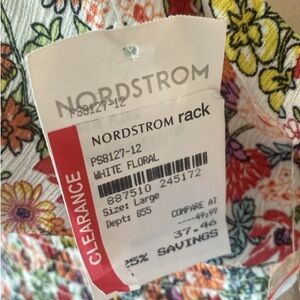 NORDSTROM
PS8127-12
NORDSTROM rack
PS8127-12
WHITE FLORAL
887510 245172
Size: Large
Dept: 855
COMPARE AT
49.97
37.46
25% SAVINGS
CLEARANCE